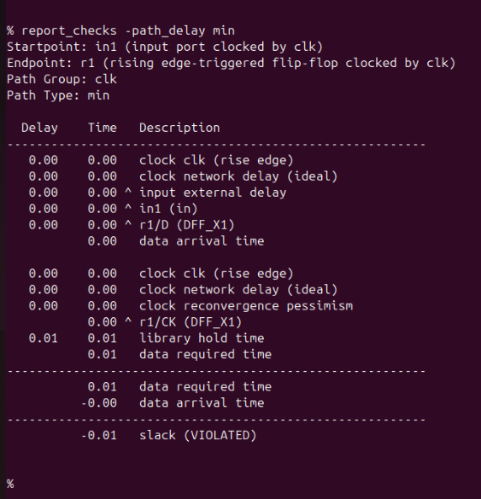 % report_checks -path_delay min
Startpoint: in1 (input port clocked by clk)
Endpoint: r1 (rising edge-triggered flip-flop clocked by clk)
Path Group: clk
Path Type: min

  Delay    Time   Description
---------------------------------------------------------
   0.00    0.00   clock clk (rise edge)
   0.00    0.00   clock network delay (ideal)
   0.00    0.00 ^ input external delay
   0.00    0.00 ^ in1 (in)
   0.00    0.00 ^ r1/D (DFF_X1)
           0.00   data arrival time

   0.00    0.00   clock clk (rise edge)
   0.00    0.00   clock network delay (ideal)
   0.00    0.00   clock reconvergence pessimism
           0.00 ^ r1/CK (DFF_X1)
   0.01    0.01   library hold time
           0.01   data required time
---------------------------------------------------------
           0.01   data required time
          -0.00   data arrival time
---------------------------------------------------------
          -0.01   slack (VIOLATED)

%